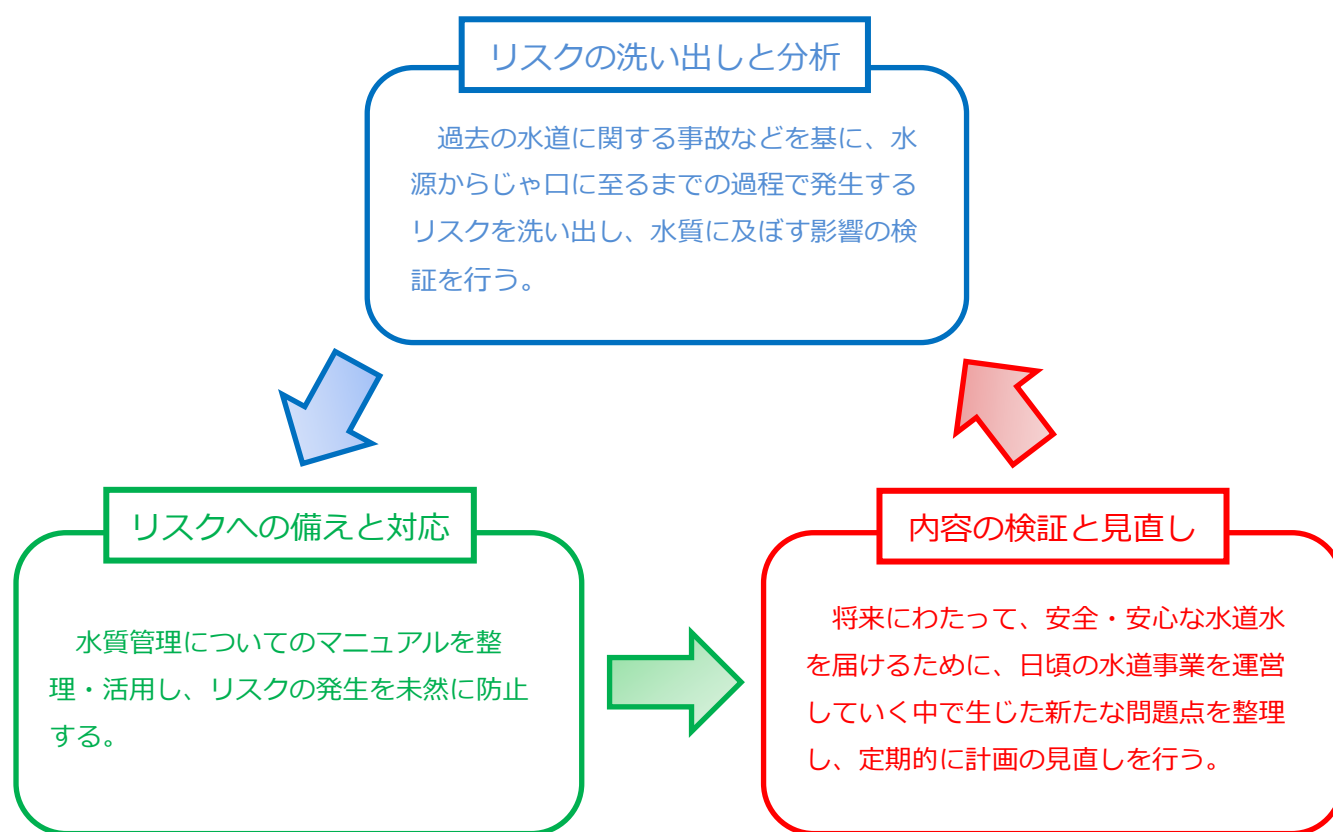 リスクの洗い出しと分析
過去の水道に関する事故などを基に、水
源からじゃ口に至るまでの過程で発生する
リスクを洗い出し、水質に及ぼす影響の検
証を行う。
リスクへの備えと対応
水質管理についてのマニュアルを整
理・活用し、リスクの発生を未然に防止
する。
内容の検証と見直し
将来にわたって、安全・安心な水道水
を届けるために、日頃の水道事業を運営
していく中で生じた新たな問題点を整理
し、定期的に計画の見直しを行う。